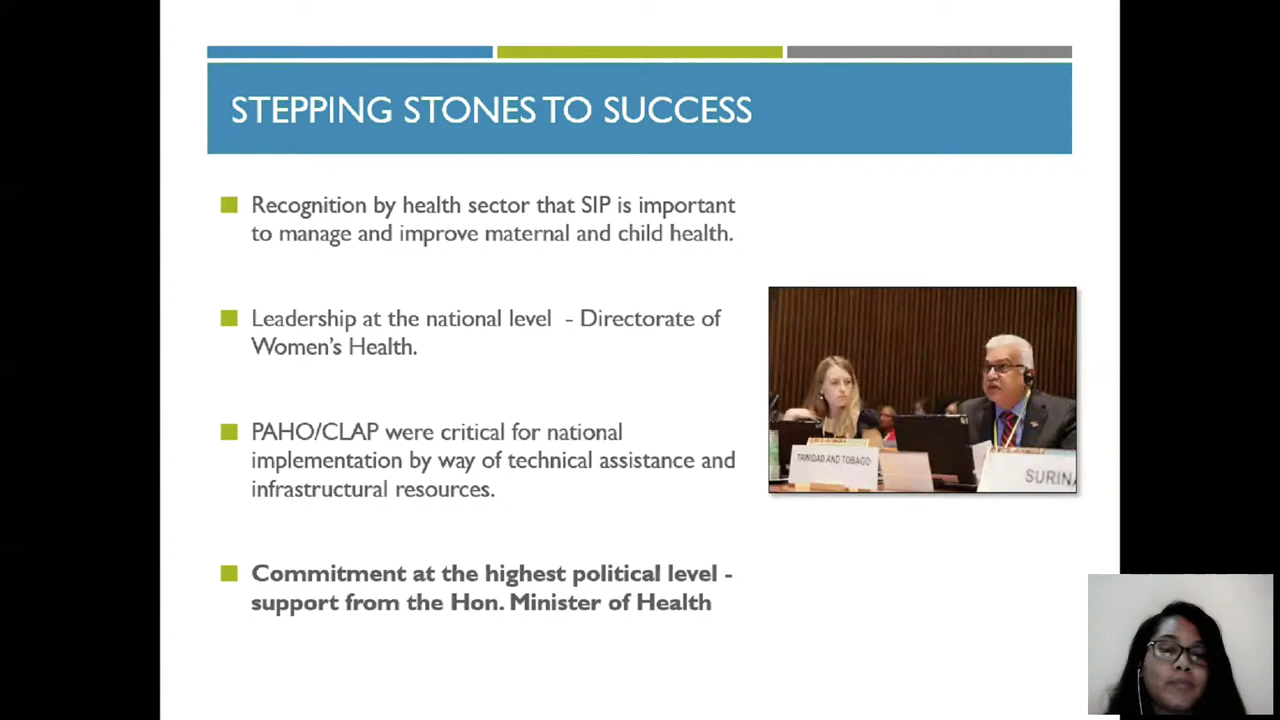 STEPPING STONES TO SUCCESS
Recognition by health sector that SIP is important
to manage and improve maternal and child health.
Leadership at the national level - Directorate of
Women's Health.
PAHO/CLAP were critical for national
implementation by way of technical assistance and
infrastructural resources.
Commitment at the highest political level -
support from the Hon. Minister of Health
TRINIDAD AND TOBAGO
SURINA